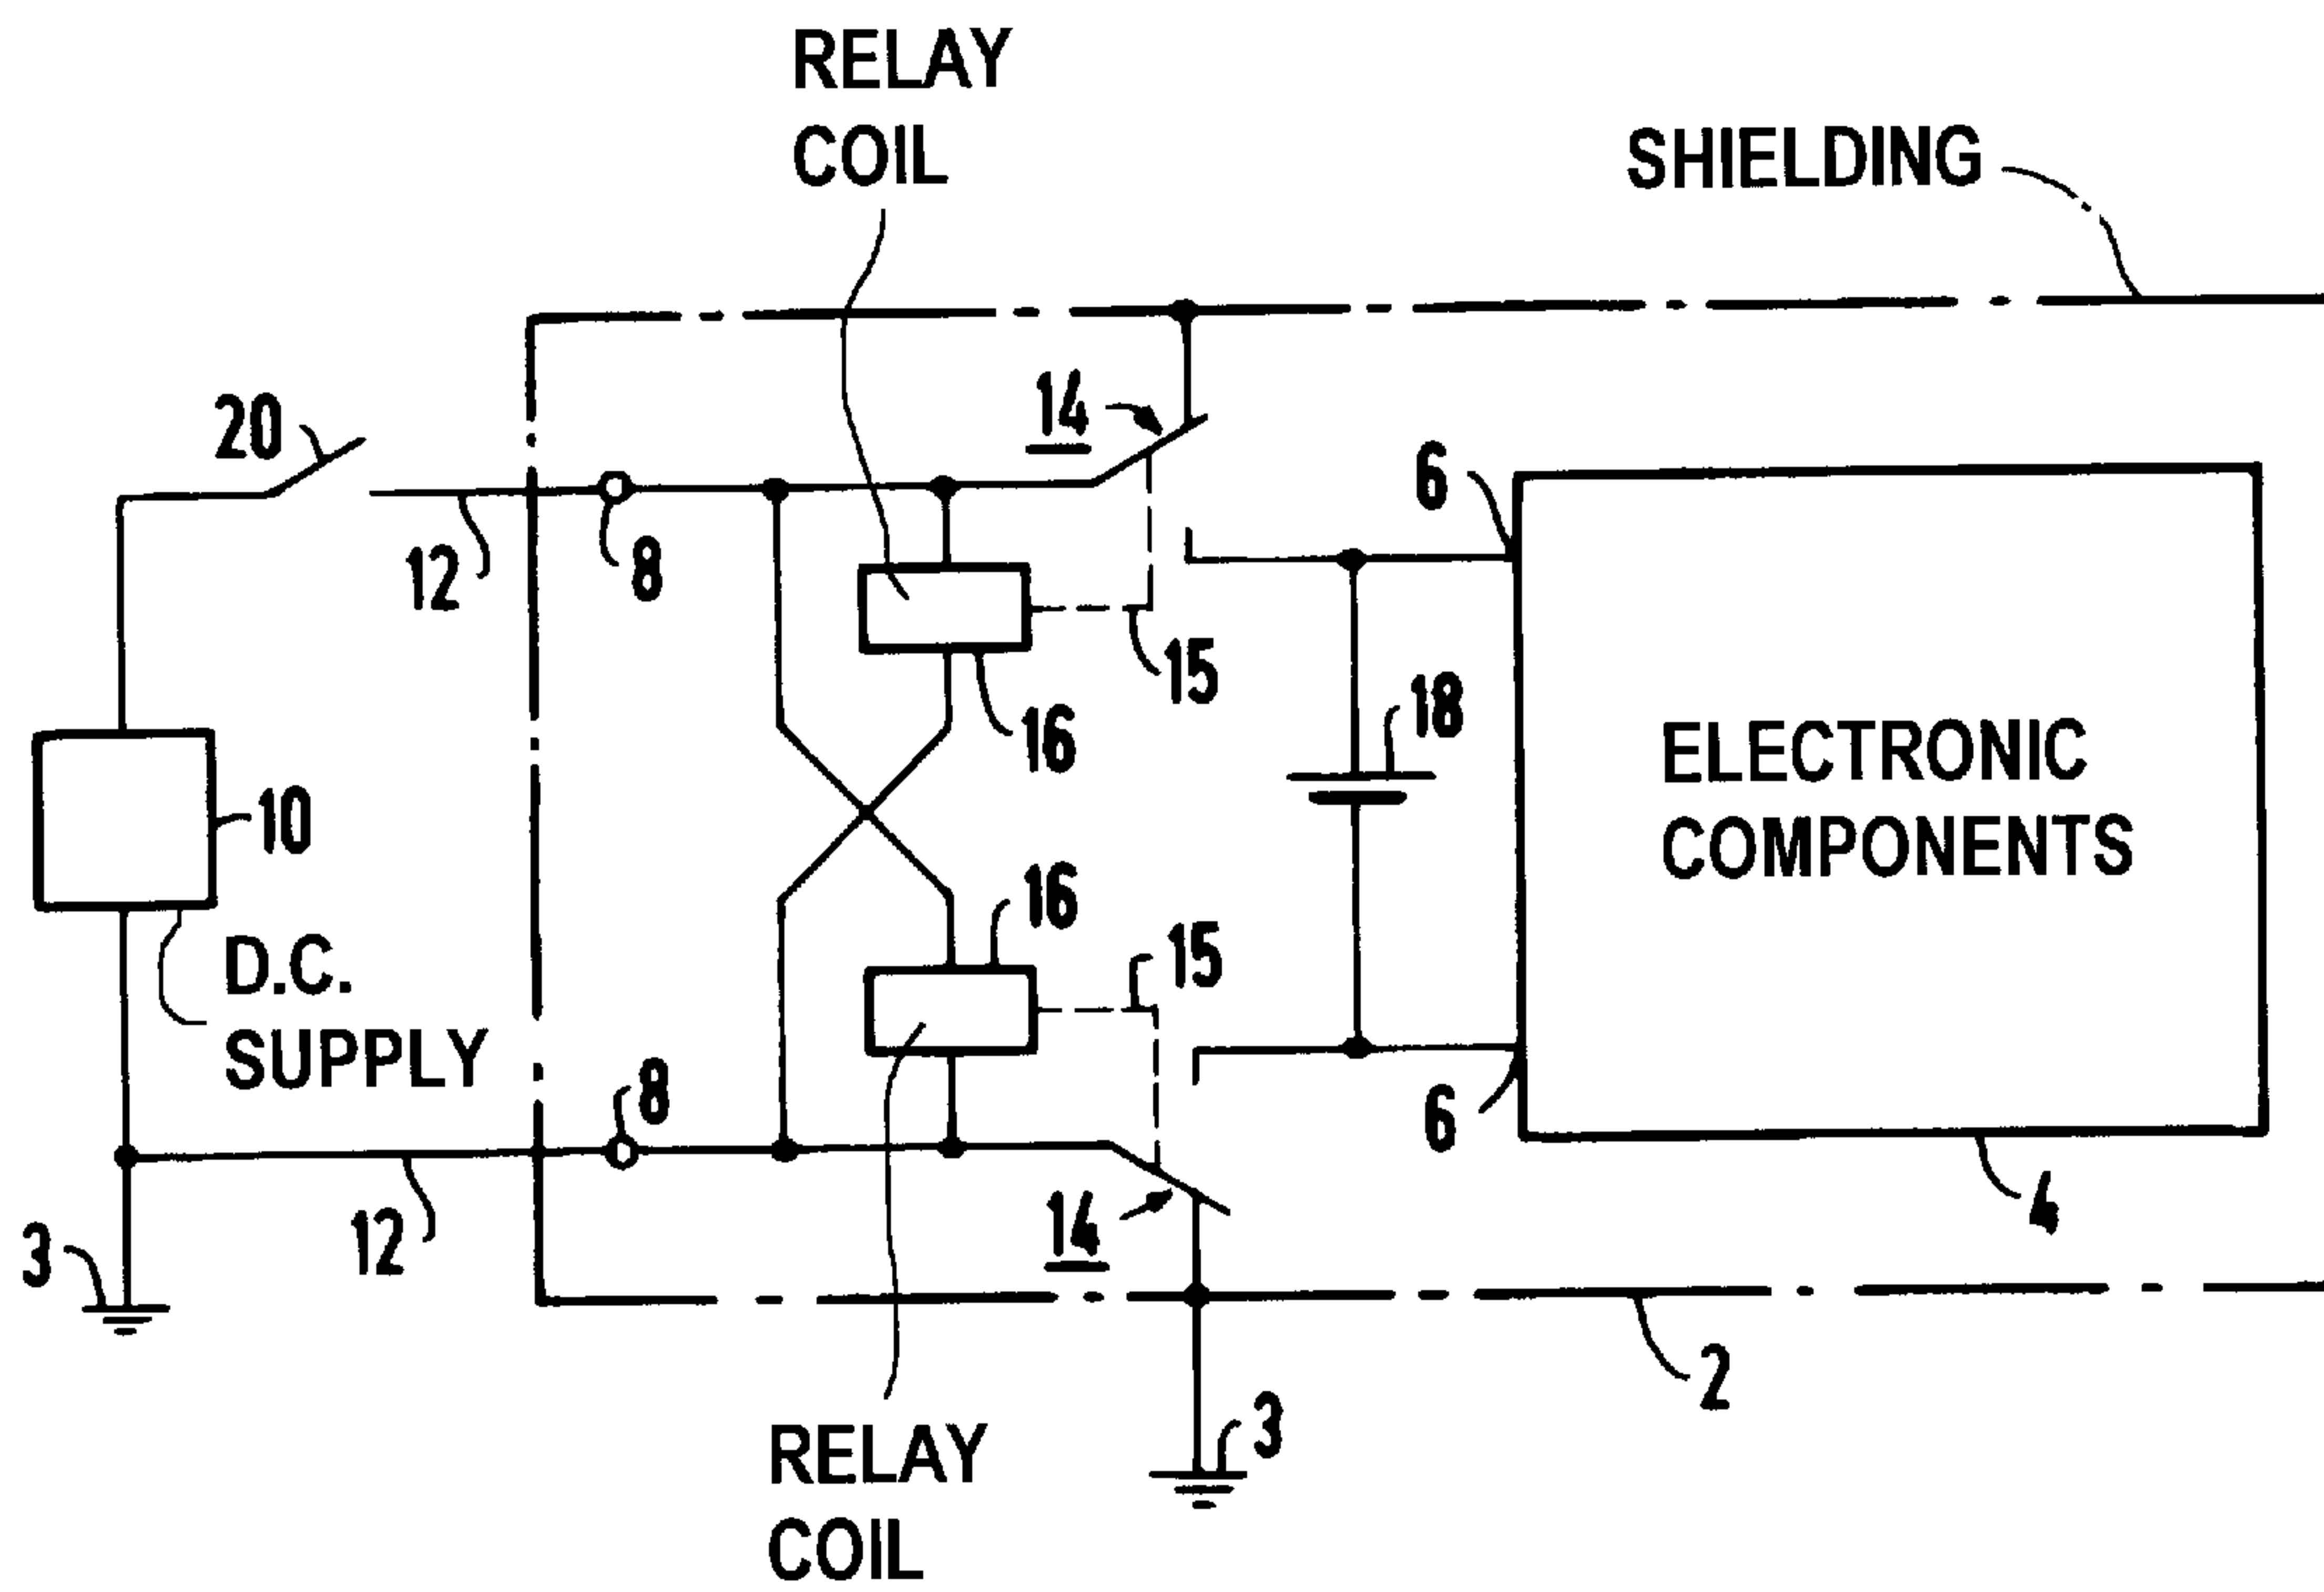 RELAY
COIL
SHIELDING
14
20
6
12
8
15
18
16
ELECTRONIC
COMPONENTS
10
16
15
D.C.
SUPPLY
8
6
14
4
12
3
2
3
RELAY
COIL